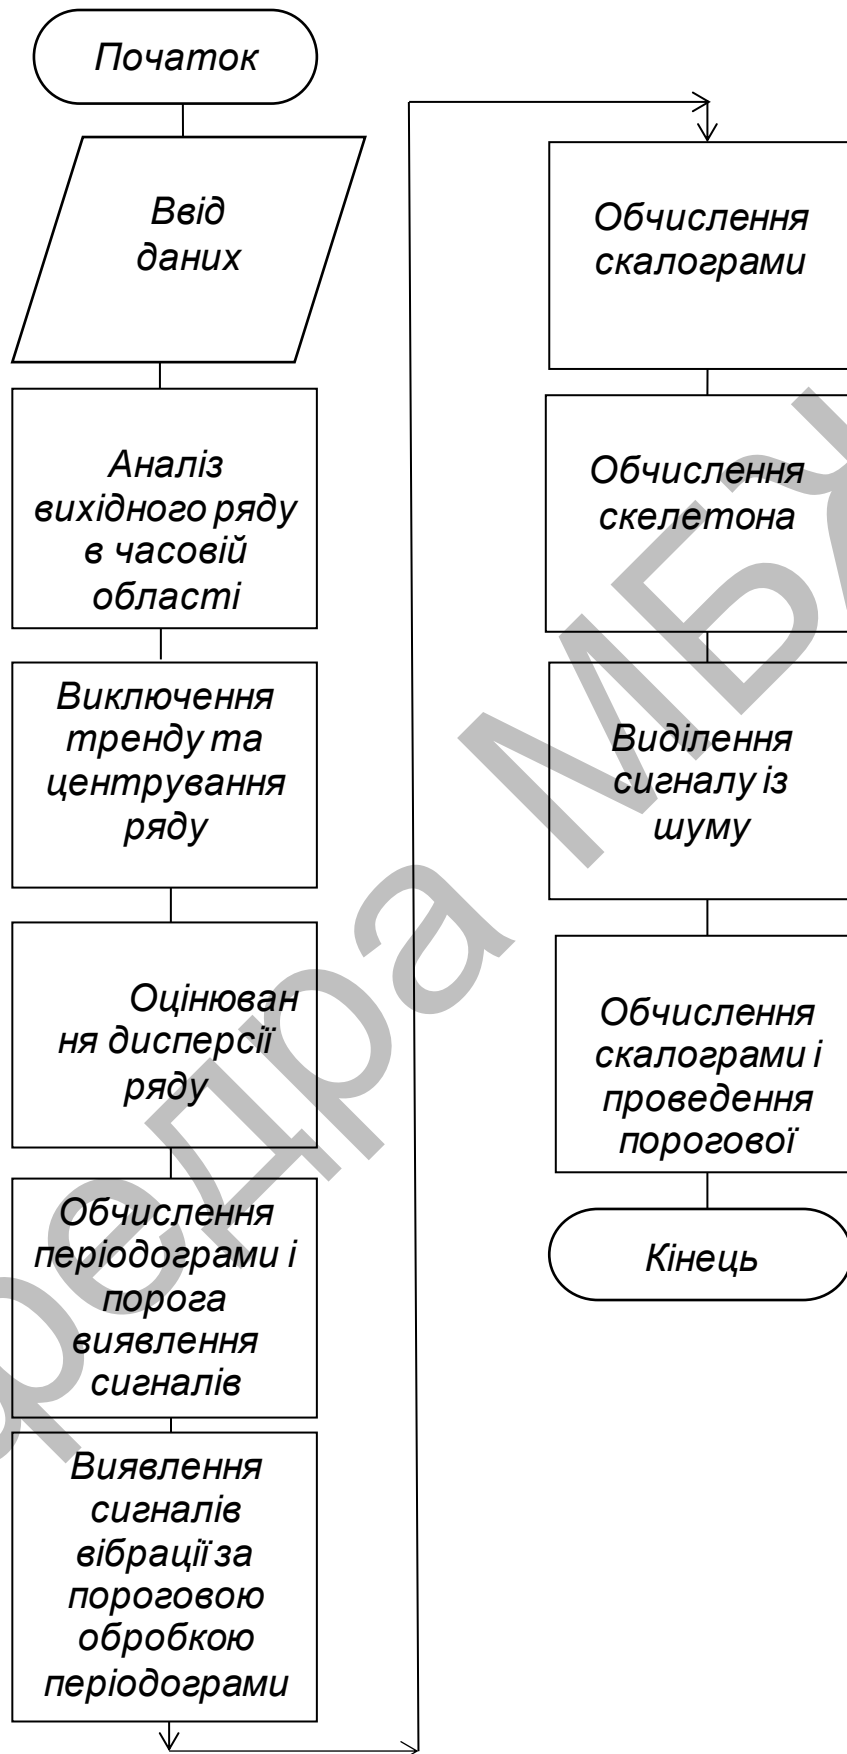 Початок
Ввід
даних
Аналіз
вихідного ряду
в часовій
області
Виключення
тренду та
центрування
ряду
Оцінюван
ня дисперсії
ряду
Обчислення
періодограми і
порога
виявлення
сигналів
Виявлення
сигналів
вібрації за
пороговою
обробкою
періодограми
Обчислення
скалограми
Обчислення
скелетона
Виділення
сигналу із
шуму
Обчислення
скалограми і
проведення
порогової
Кінець
федра МБЖ